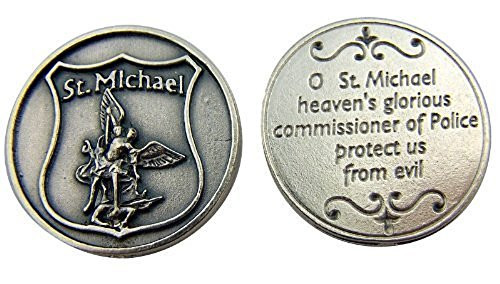 St. Michael
O St. Michael
heaven's glorious
commissioner of Police
protect us
from evil